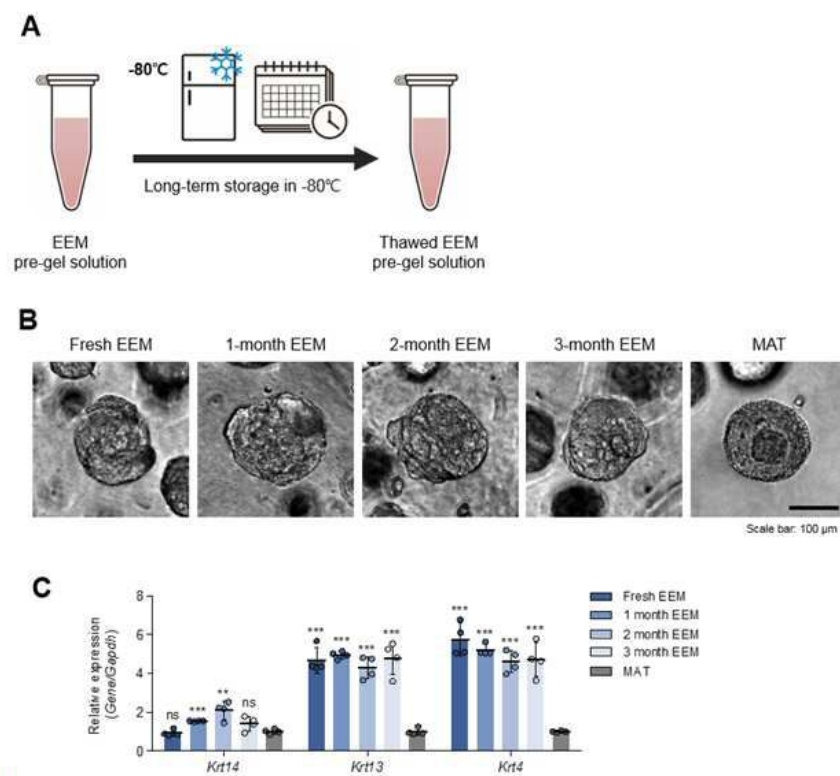 A
-80℃
Long-term storage in -80℃
EEM
pre-gel solution
Thawed EEM
pre-gel solution
B
Fresh EEM
1-month EEM
2-month EEM
3-month EEM
MAT
Scale bar: 100 μm
C
Relative expression
(Gene/Gapdh)
8
6
4
2
0
ns
***
**
ns
***
***
***
***
***
***
***
***
Krt14
Krt13
Krt4
Fresh EEM
1 month EEM
2 month EEM
3 month EEM
MAT